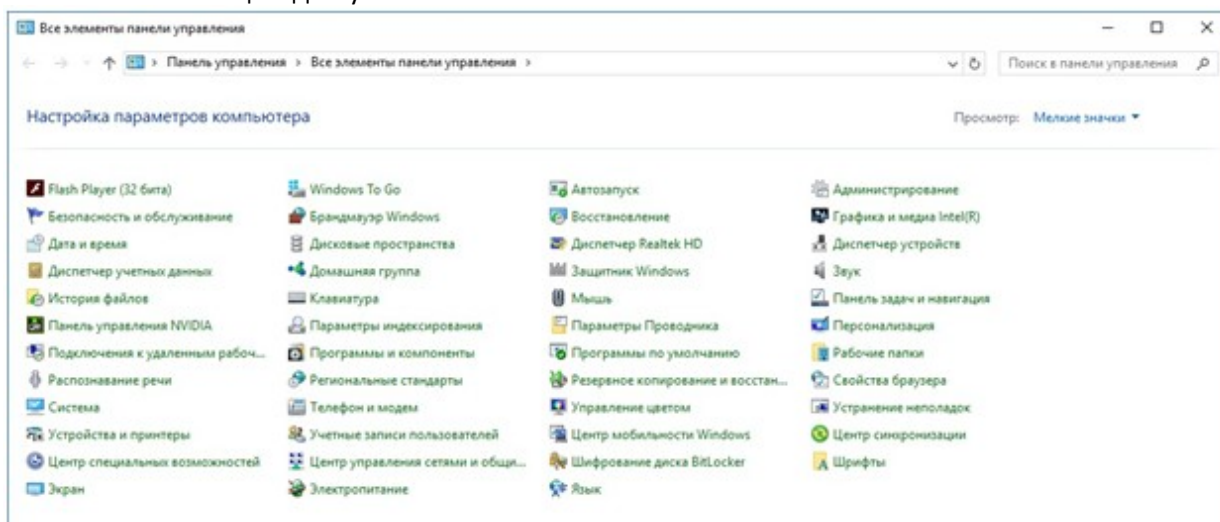 Все элементы панели управления
Панель управления > Все элементы панели управления >
Поиск в панели управления
Настройка параметров компьютера
Просмотр: Мелкие значки
Flash Player (32 бита) Windows To Go Автозапуск Администрирование
Безопасность и обслуживание Брандмауэр Windows Восстановление Графика и медиа Intel(R)
Дата и время Дисковые пространства Диспетчер Realtek HD Диспетчер устройств
Диспетчер учетных данных Домашняя группа Защитник Windows Звук
История файлов Клавиатура Мышь Панель задач и навигация
Панель управления NVIDIA Параметры индексирования Параметры Проводника Персонализация
Подключения к удаленным рабоч... Программы и компоненты Программы по умолчанию Рабочие папки
Распознавание речи Региональные стандарты Резервное копирование и восстан... Свойства браузера
Система Телефон и модем Управление цветом Устранение неполадок
Устройства и принтеры Учетные записи пользователей Центр мобильности Windows Центр синхронизации
Центр специальных возможностей Центр управления сетями и общи... Шифрование диска BitLocker Шрифты
Экран Электропитание Язык